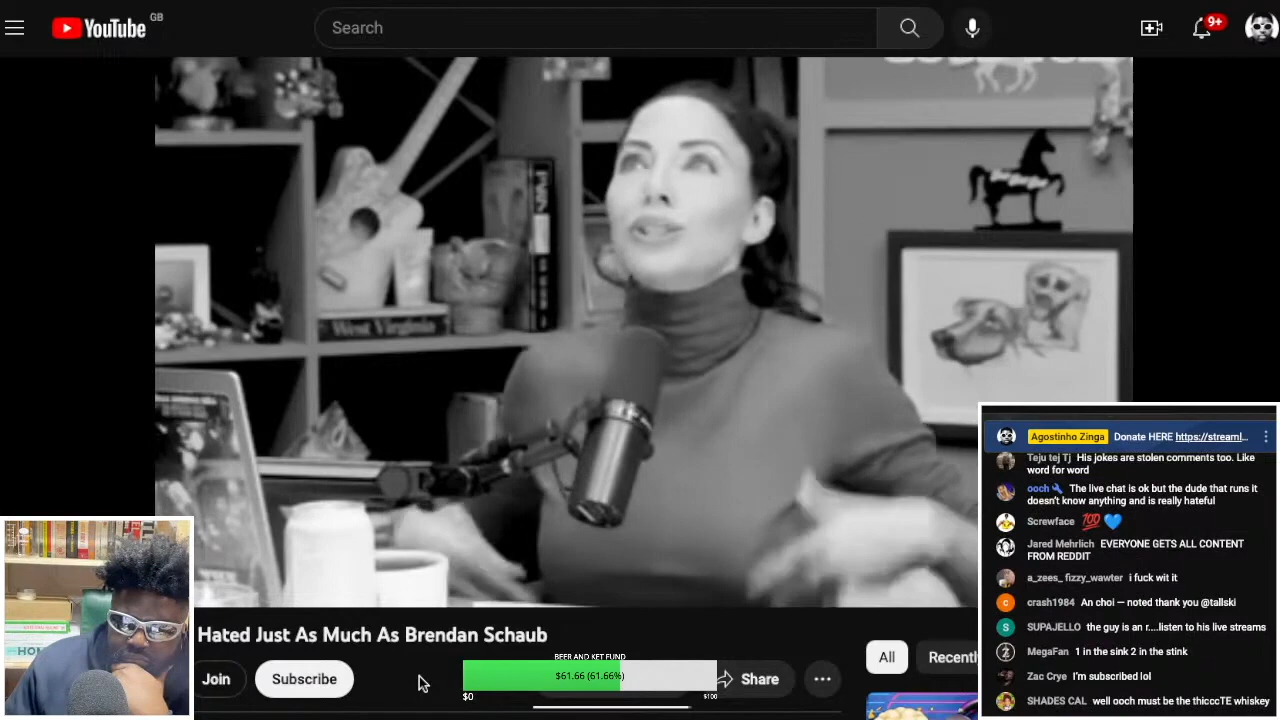 YouTube GB
Search
9+
West Virginia
Agostinho Zinga Donate HERE https://streaml...
Teju tej Tj His jokes are stolen comments too. Like
word for word
ooch The live chat is ok but the dude that runs it
doesn't know anything and is really hateful
Screwface 💯💙
Jared Mehrlich EVERYONE GETS ALL CONTENT
FROM REDDIT
a_zees_ fizzy_wawter i fuck wit it
c crash1984 An choi — not d thank you @tallski
S SUPAJELLO the guy is an r....listen to his live streams
MegaFan 1 in the sink 2 in the stink
Zac Crye I'm subscribed lol
SHADES CAL well ooch must be the thicccTE whiskey
Hated Just As Much As Brendan Schaub
BEER AND KET FUND
$61.66 (61.66%)
$0 $100
Join
Subscribe
Share
...
All
Recentl